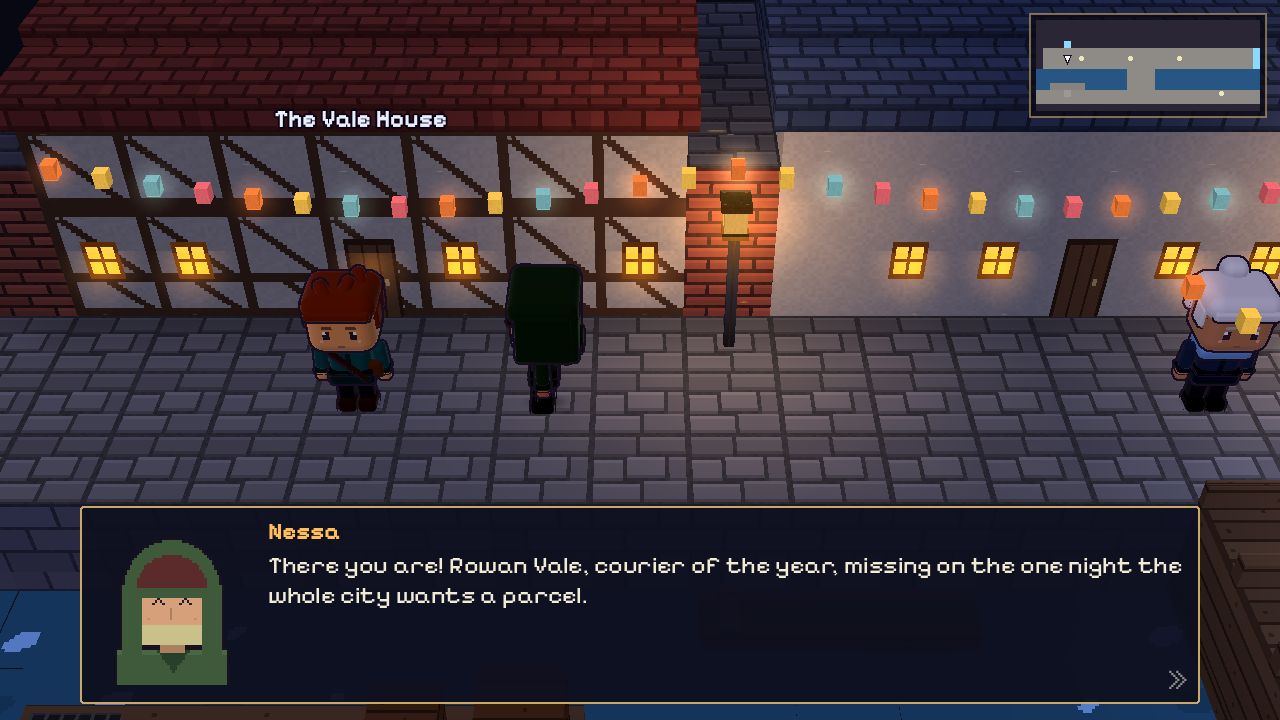 The Vale House
Nessa
There you are! Rowan Vale, courier of the year, missing on the one night the
whole city wants a parcel.